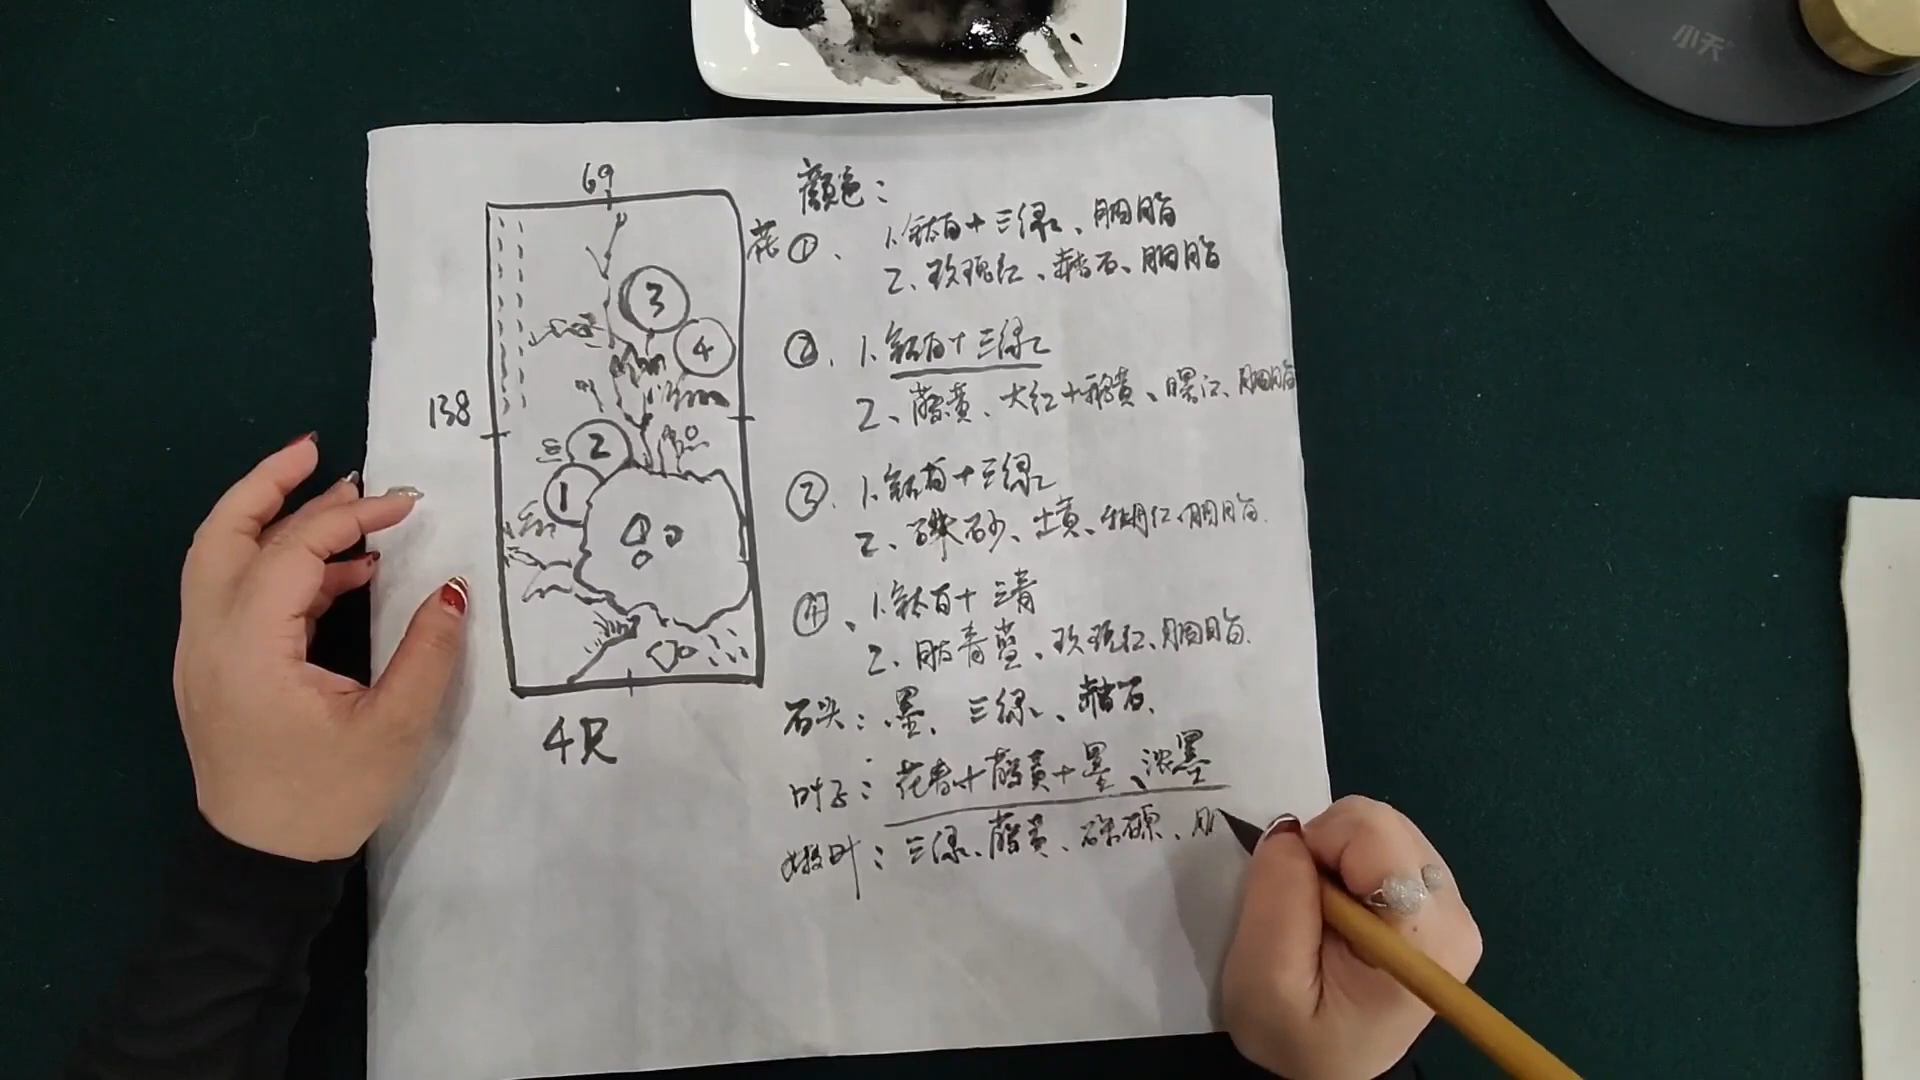 小天
69
138
3
4
2
1
4尺
顏色：
花①、1、钛白+三绿、胭脂
2、玫瑰红、赭石、胭脂
②、1、钛白+三绿
2、藤黄、大红+藤黄、曙红、胭脂
③、1、钛白+三绿
2、硃砂、土黄、牡丹红、胭脂
④、1、钛白+三青
2、酞青蓝、玫瑰红、胭脂
石头：墨、三绿、赭石、
叶子：花青+藤黄+墨、浓墨
嫩叶：三绿、藤黄、硃磦、